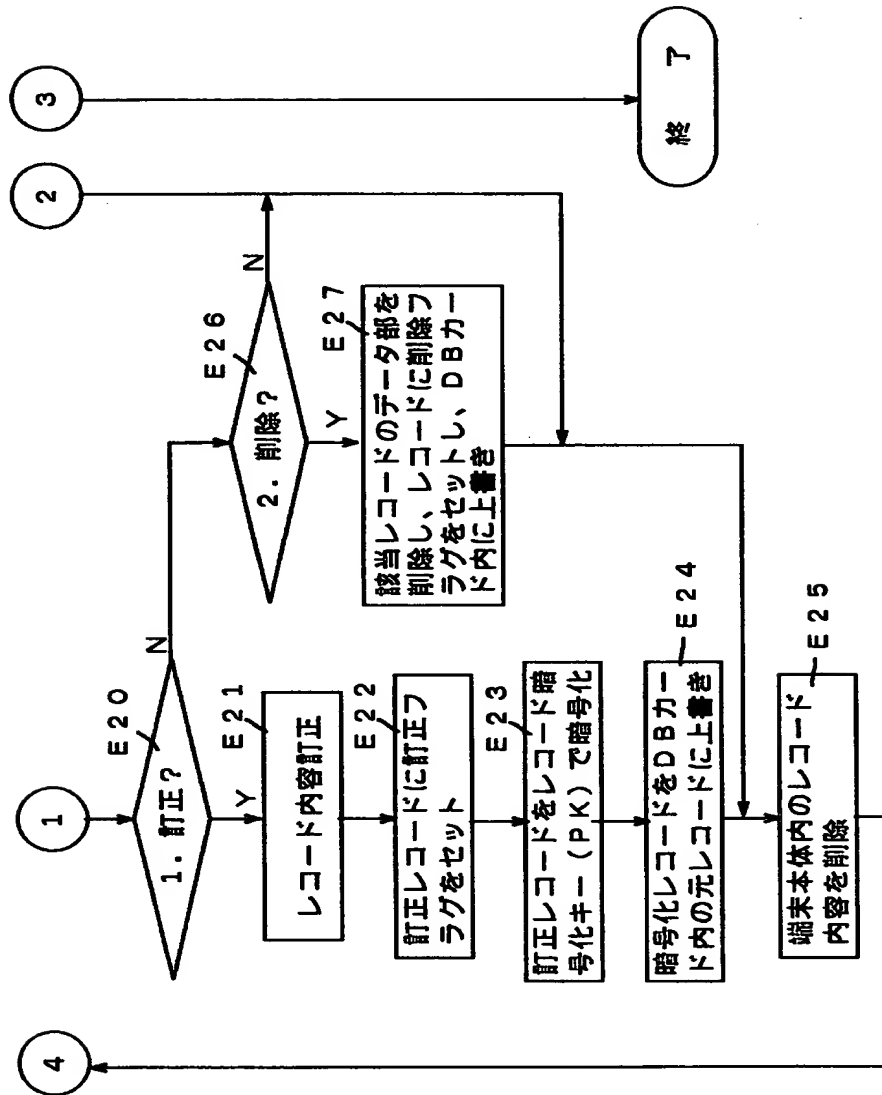 1
2
3
4
E20
1. 訂正?
N
Y
E21
レコード内容訂正
E22
訂正レコードに訂正フ
ラグをセット
E23
訂正レコードをレコード暗
号化キー(PK)で暗号化
E24
暗号化レコードをDBカー
ド内の元レコードに上書き
E25
端末本体内のレコード
内容を削除
E26
2. 削除?
N
Y
E27
該当レコードのデータ部を
削除し、レコードに削除フ
ラグをセットし、DBカー
ド内に上書き
終 了